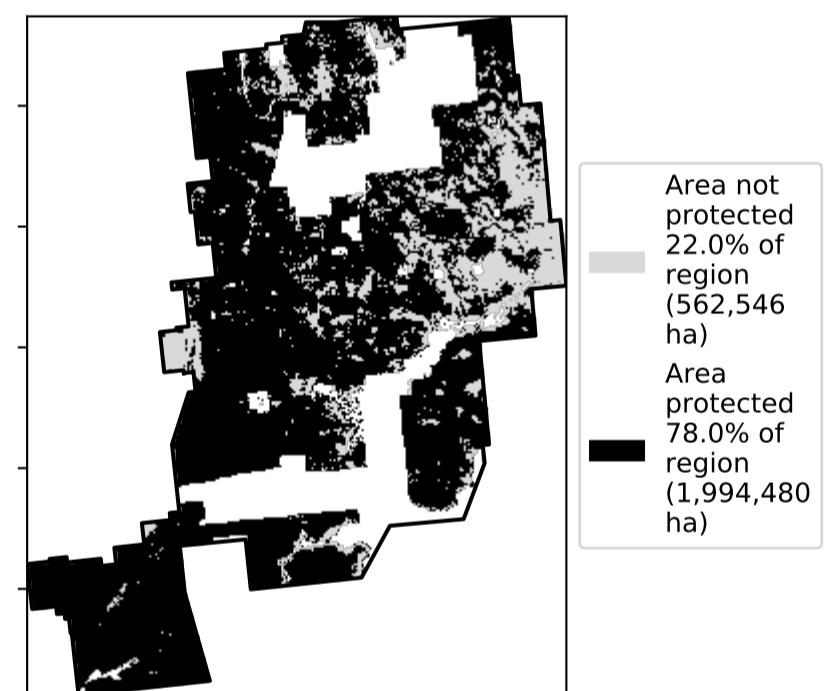 Area not
protected
22.0% of
region
(562,546
ha)
Area
protected
78.0% of
region
(1,994,480
ha)